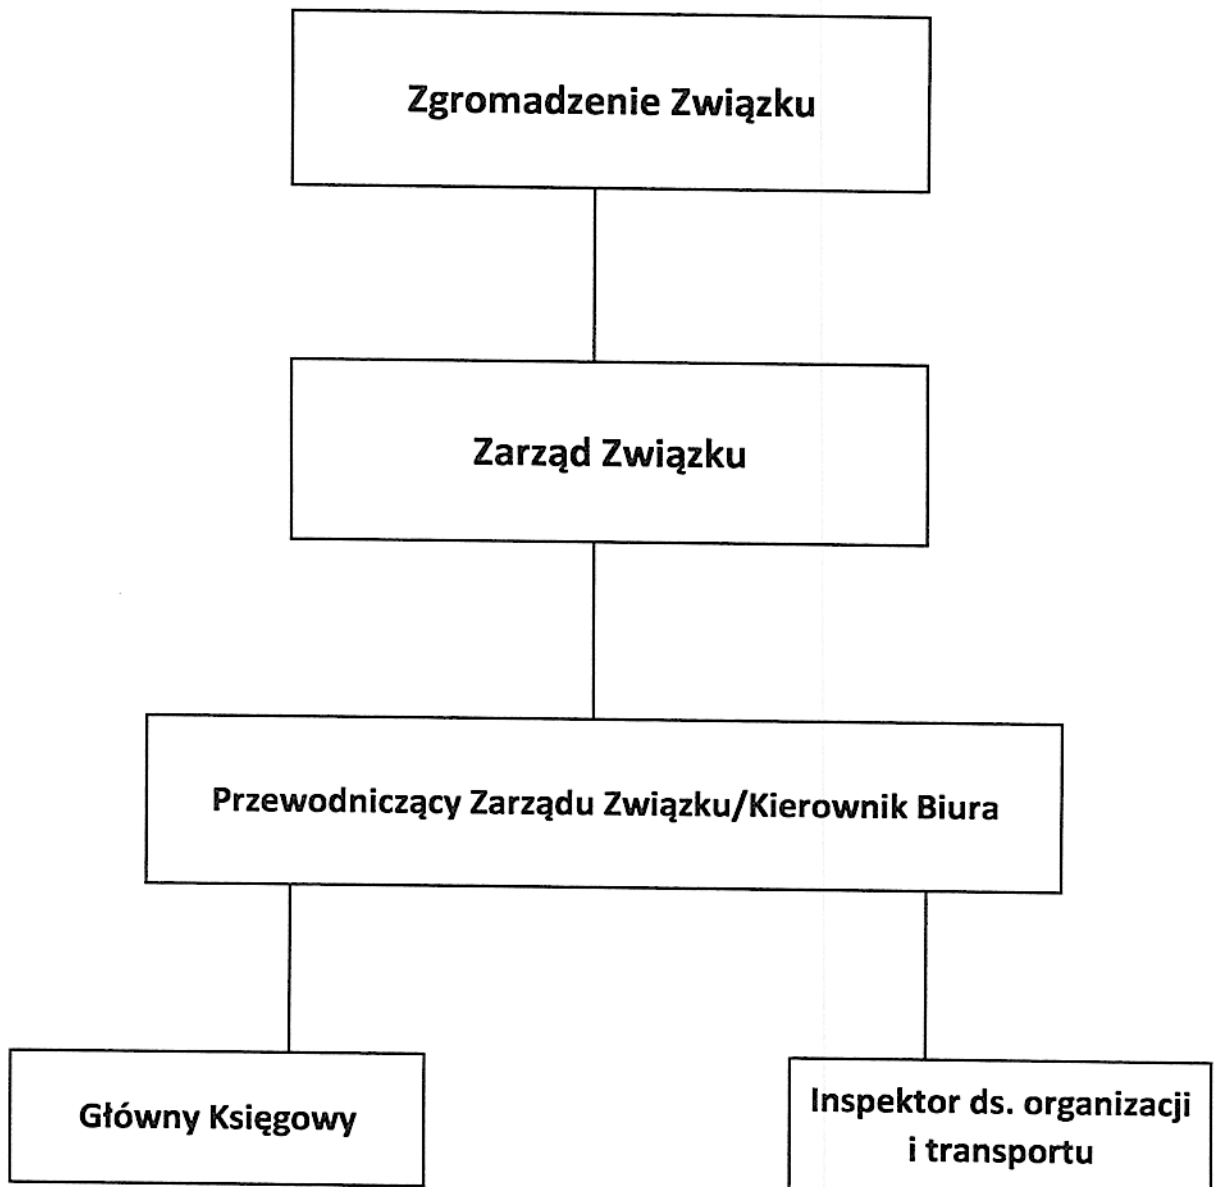 Zgromadzenie Związku
Zarząd Związku
Przewodniczący Zarządu Związku/Kierownik Biura
Główny Księgowy
Inspektor ds. organizacji
i transportu